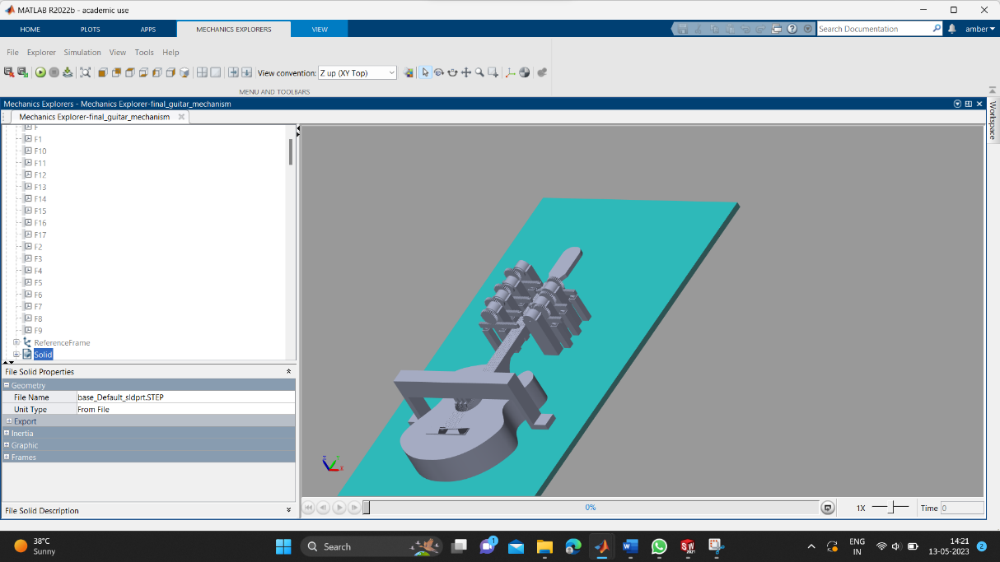 MATLAB R2022b - academic use
HOME PLOTS APPS MECHANICS EXPLORERS VIEW
Search Documentation
amber
File Explorer Simulation View Tools Help
View convention: Z up (XY Top)
MENU AND TOOLBARS
Mechanics Explorers - Mechanics Explorer-final_guitar_mechanism
Mechanics Explorer-final_guitar_mechanism
Workspace
F
F1
F10
F11
F12
F13
F14
F15
F16
F17
F2
F3
F4
F5
F6
F7
F8
F9
ReferenceFrame
Solid
File Solid Properties
Geometry
File Name base_Default_sldprt.STEP
Unit Type From File
Export
Inertia
Graphic
Frames
File Solid Description
Z Y X
0%
1X
Time 0
38°C
Sunny
Search
1
ENG
IN
14:21
13-05-2023
2